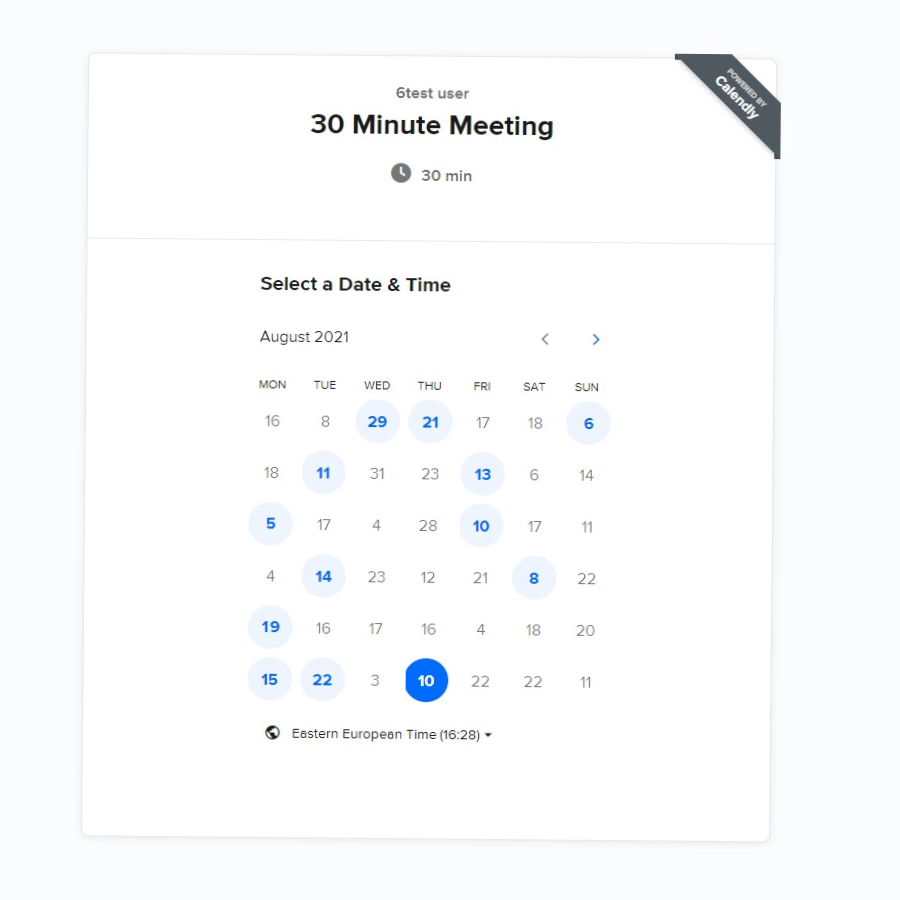 POWERED BY
Calendly
6test user
30 Minute Meeting
30 min
Select a Date & Time
August 2021
MON TUE WED THU FRI SAT SUN
16 8 29 21 17 18 6
18 11 31 23 13 6 14
5 17 4 28 10 17 11
4 14 23 12 21 8 22
19 16 17 16 4 18 20
15 22 3 10 22 22 11
Eastern European Time (16:28)